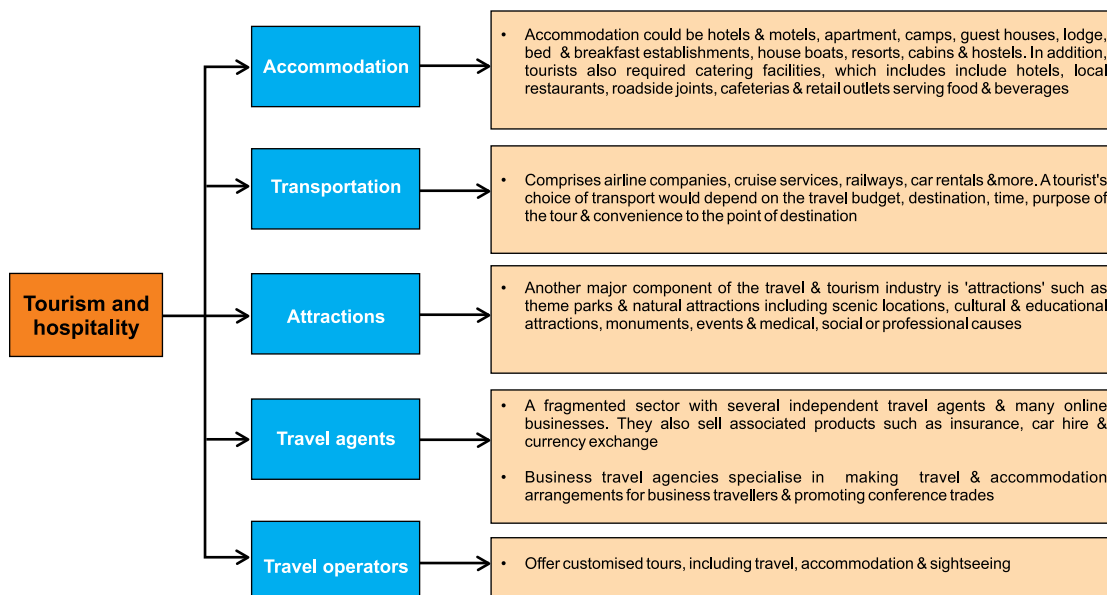 Tourism and
hospitality
Accommodation
• Accommodation could be hotels & motels, apartment, camps, guest houses, lodge,
bed & breakfast establishments, house boats, resorts, cabins & hostels. In addition,
tourists also required catering facilities, which includes include hotels, local
restaurants, roadside joints, cafeterias & retail outlets serving food & beverages
Transportation
• Comprises airline companies, cruise services, railways, car rentals &more. A tourist's
choice of transport would depend on the travel budget, destination, time, purpose of
the tour & convenience to the point of destination
Attractions
• Another major component of the travel & tourism industry is 'attractions' such as
theme parks & natural attractions including scenic locations, cultural & educational
attractions, monuments, events & medical, social or professional causes
Travel agents
• A fragmented sector with several independent travel agents & many online
businesses. They also sell associated products such as insurance, car hire &
currency exchange
• Business travel agencies specialise in making travel & accommodation
arrangements for business travellers & promoting conference trades
Travel operators
• Offer customised tours, including travel, accommodation & sightseeing